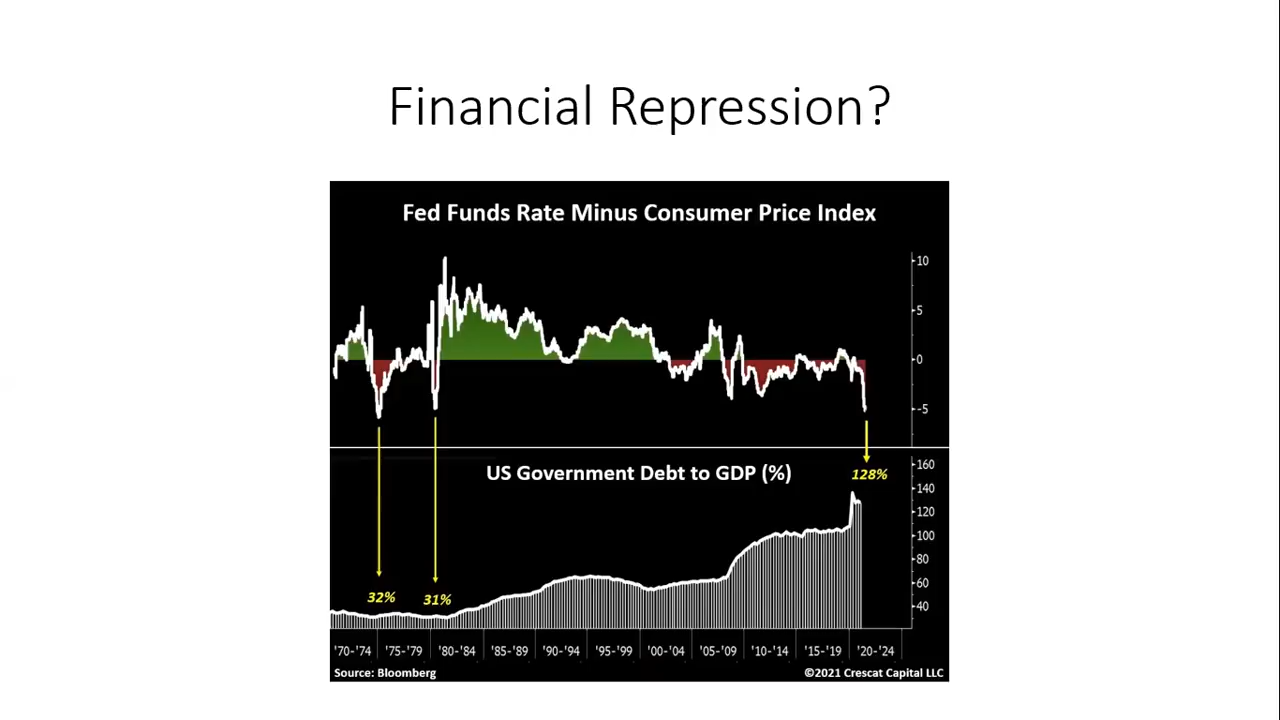 Financial Repression?
Fed Funds Rate Minus Consumer Price Index
10
5
0
-5
US Government Debt to GDP (%)
128%
160
140
120
100
80
60
40
32%
31%
'70-'74 '75-'79 '80-'84 '85-'89 '90-'94 '95-'99 '00-'04 '05-'09 '10-'14 '15-'19 '20-'24
Source: Bloomberg ©2021 Crescat Capital LLC